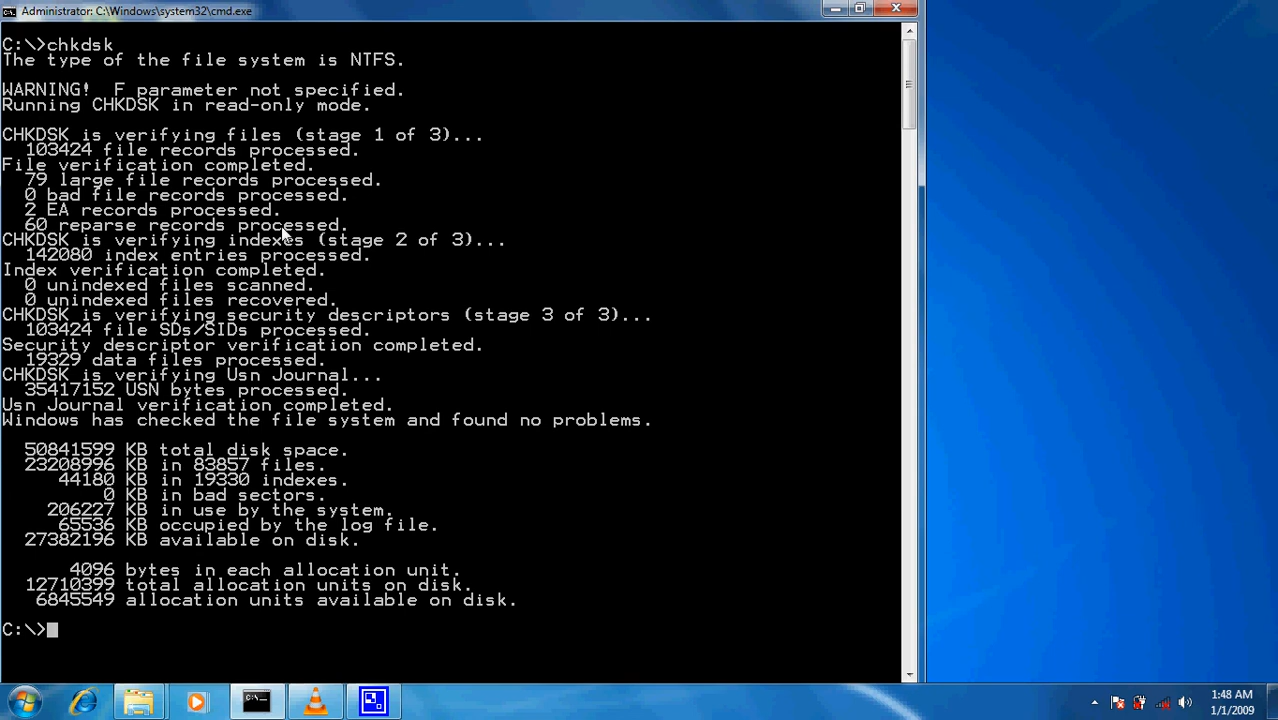 Administrator: C:\Windows\system32\cmd.exe
C:\>chkdsk
The type of the file system is NTFS.
WARNING!  F parameter not specified.
Running CHKDSK in read-only mode.
CHKDSK is verifying files (stage 1 of 3)...
103424 file records processed.
File verification completed.
79 large file records processed.
0 bad file records processed.
2 EA records processed.
60 reparse records processed.
CHKDSK is verifying indexes (stage 2 of 3)...
142080 index entries processed.
Index verification completed.
0 unindexed files scanned.
0 unindexed files recovered.
CHKDSK is verifying security descriptors (stage 3 of 3)...
103424 file SDs/SIDs processed.
Security descriptor verification completed.
19329 data files processed.
CHKDSK is verifying Usn Journal...
35417152 USN bytes processed.
Usn Journal verification completed.
Windows has checked the file system and found no problems.
50841599 KB total disk space.
23208996 KB in 83857 files.
44180 KB in 19330 indexes.
0 KB in bad sectors.
206227 KB in use by the system.
65536 KB occupied by the log file.
27382196 KB available on disk.
4096 bytes in each allocation unit.
12710399 total allocation units on disk.
6845549 allocation units available on disk.
C:\>
1:48 AM
1/1/2009